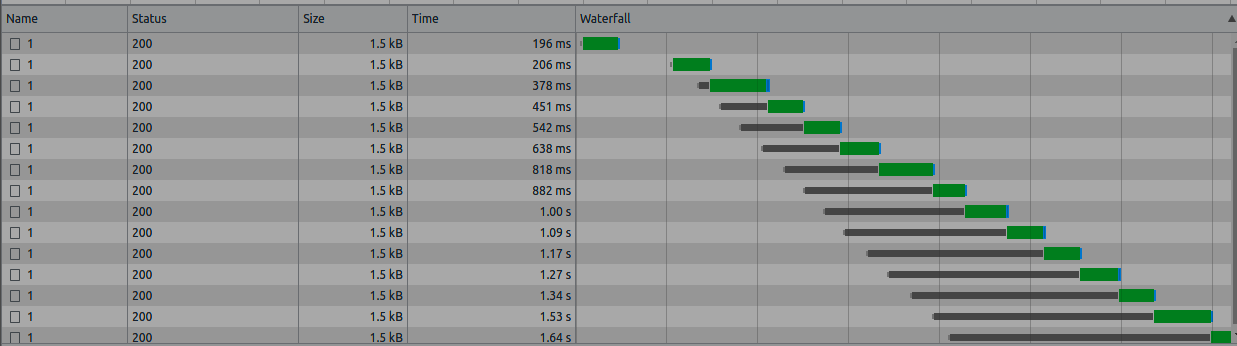 Name Status Size Time Waterfall
1 200 1.5 kB 196 ms
1 200 1.5 kB 206 ms
1 200 1.5 kB 378 ms
1 200 1.5 kB 451 ms
1 200 1.5 kB 542 ms
1 200 1.5 kB 638 ms
1 200 1.5 kB 818 ms
1 200 1.5 kB 882 ms
1 200 1.5 kB 1.00 s
1 200 1.5 kB 1.09 s
1 200 1.5 kB 1.17 s
1 200 1.5 kB 1.27 s
1 200 1.5 kB 1.34 s
1 200 1.5 kB 1.53 s
1 200 1.5 kB 1.64 s